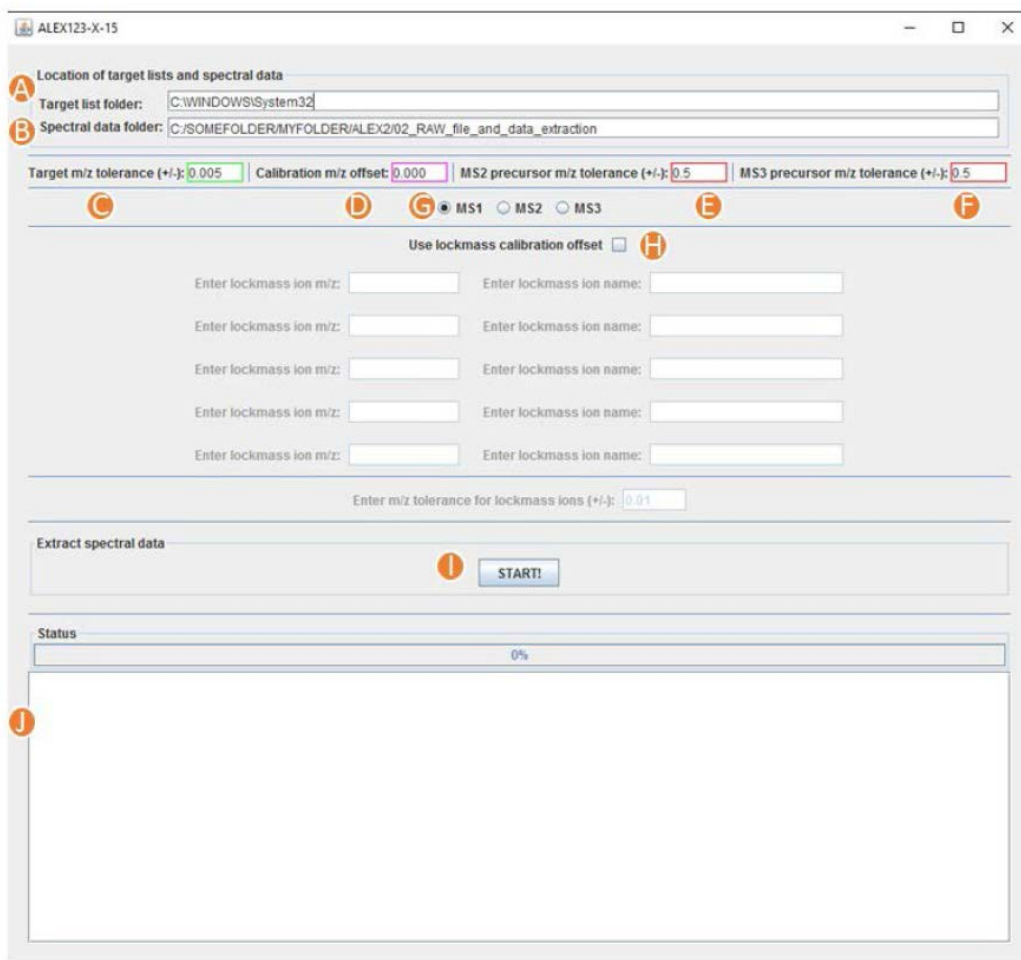 ALEX123-X-15
Location of target lists and spectral data
A
Target list folder: C:\WINDOWS\System32
B Spectral data folder: C:/SOMEFOLDER/MYFOLDER/ALEX2/02_RAW_file_and_data_extraction
Target m/z tolerance (+/-): 0.005 Calibration m/z offset: 0.000 MS2 precursor m/z tolerance (+/-): 0.5 MS3 precursor m/z tolerance (+/-): 0.5
C D G MS1 MS2 MS3 E F
Use lockmass calibration offset H
Enter lockmass ion m/z: Enter lockmass ion name:
Enter lockmass ion m/z: Enter lockmass ion name:
Enter lockmass ion m/z: Enter lockmass ion name:
Enter lockmass ion m/z: Enter lockmass ion name:
Enter lockmass ion m/z: Enter lockmass ion name:
Enter m/z tolerance for lockmass ions (+/-): 0.01
Extract spectral data
I START!
Status
0%
J